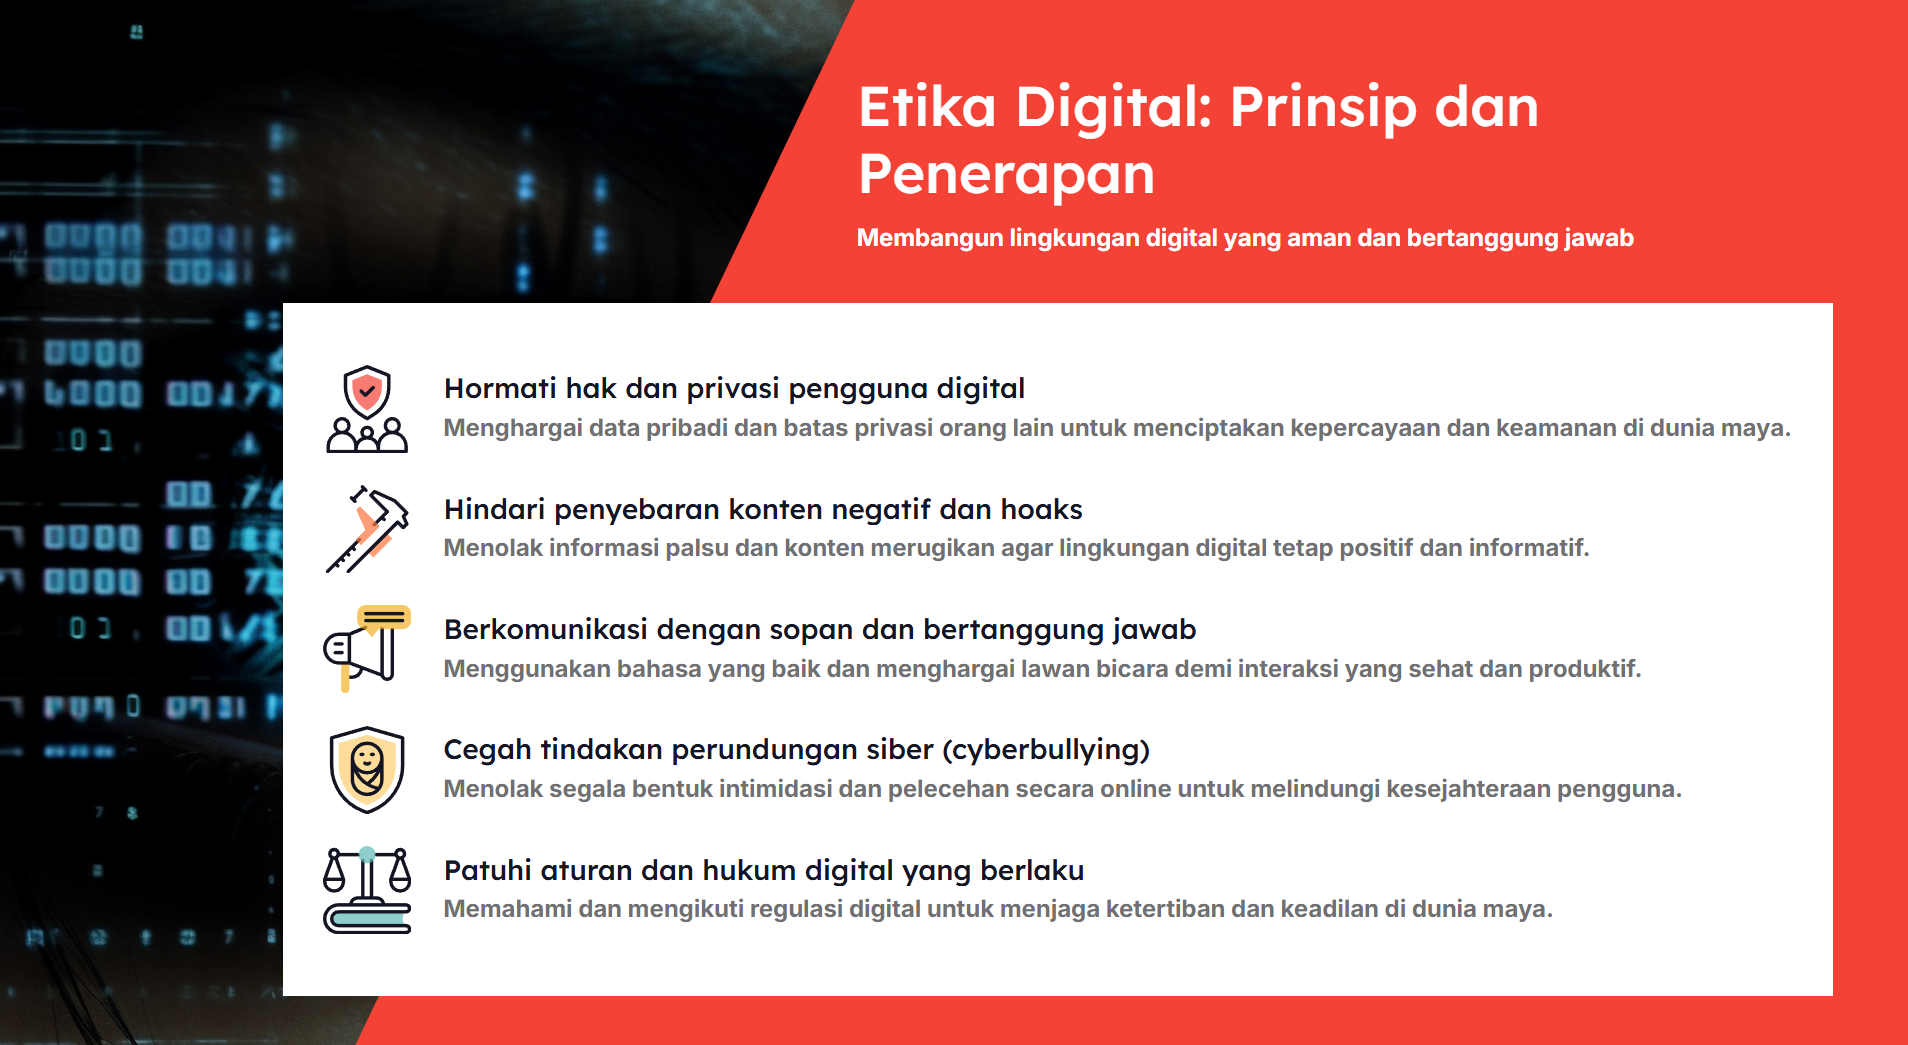 Etika Digital: Prinsip dan
Penerapan
Membangun lingkungan digital yang aman dan bertanggung jawab
Hormati hak dan privasi pengguna digital
Menghargai data pribadi dan batas privasi orang lain untuk menciptakan kepercayaan dan keamanan di dunia maya.
Hindari penyebaran konten negatif dan hoaks
Menolak informasi palsu dan konten merugikan agar lingkungan digital tetap positif dan informatif.
Berkomunikasi dengan sopan dan bertanggung jawab
Menggunakan bahasa yang baik dan menghargai lawan bicara demi interaksi yang sehat dan produktif.
Cegah tindakan perundungan siber (cyberbullying)
Menolak segala bentuk intimidasi dan pelecehan secara online untuk melindungi kesejahteraan pengguna.
Patuhi aturan dan hukum digital yang berlaku
Memahami dan mengikuti regulasi digital untuk menjaga ketertiban dan keadilan di dunia maya.